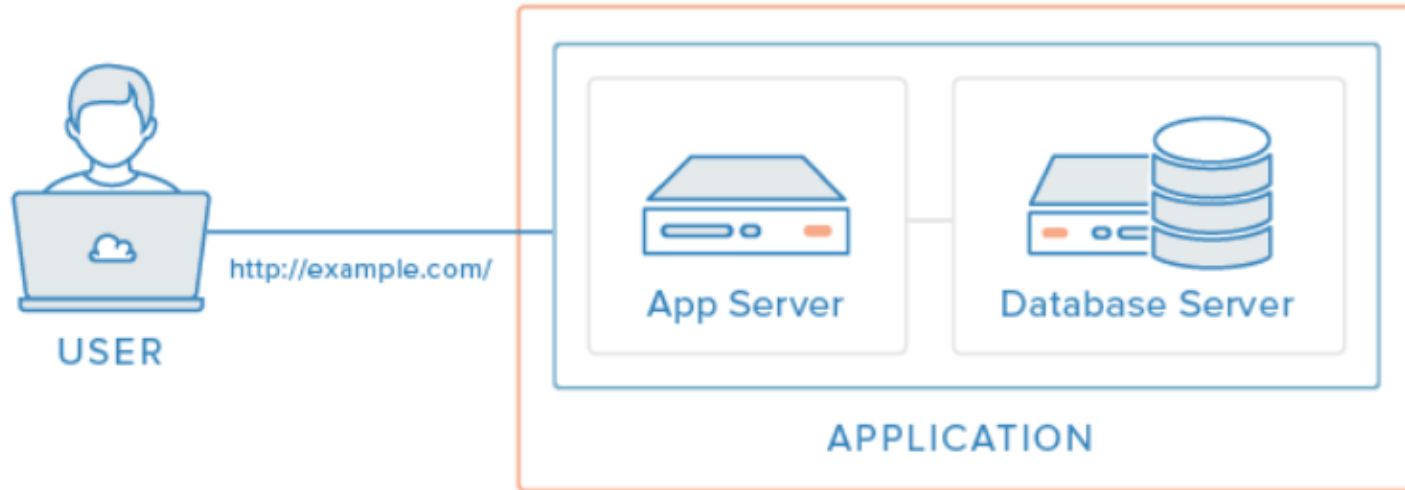 http://example.com/
USER
App Server
Database Server
APPLICATION